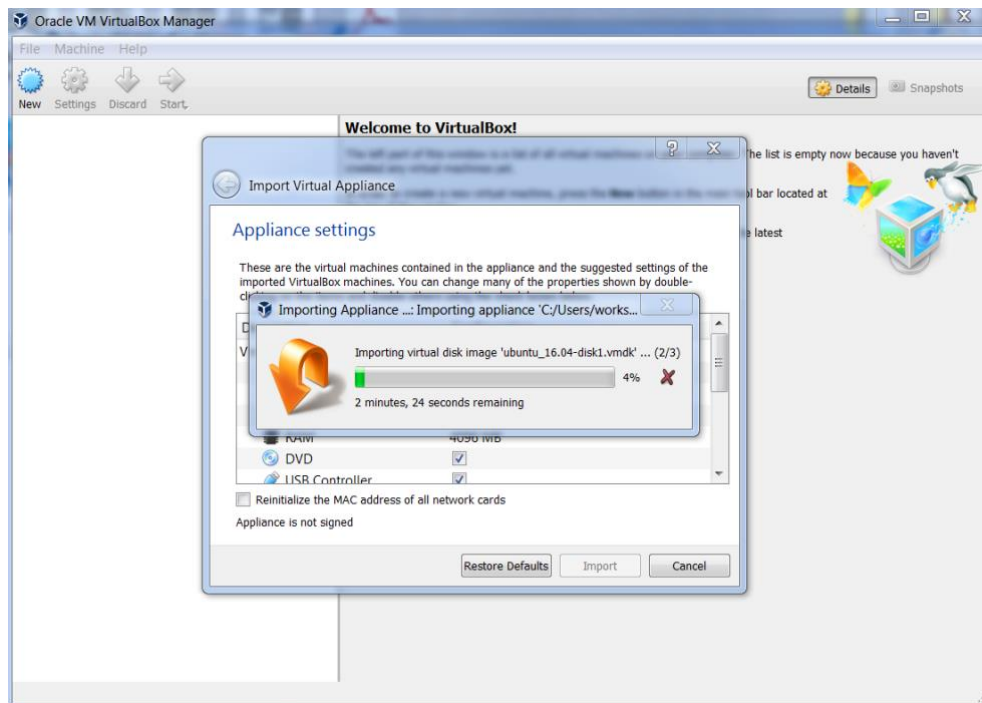 Oracle VM VirtualBox Manager
File Machine Help
New Settings Discard Start
Details Snapshots
Welcome to VirtualBox!
The list is empty now because you haven't
bar located at
latest
Import Virtual Appliance
Appliance settings
These are the virtual machines contained in the appliance and the suggested settings of the
imported VirtualBox machines. You can change many of the properties shown by double-
Importing Appliance ...: Importing appliance 'C:/Users/works...
Importing virtual disk image 'ubuntu_16.04-disk1.vmdk' ... (2/3)
4%
2 minutes, 24 seconds remaining
RAM 4096 MB
DVD
USB Controller
Reinitialize the MAC address of all network cards
Appliance is not signed
Restore Defaults Import Cancel